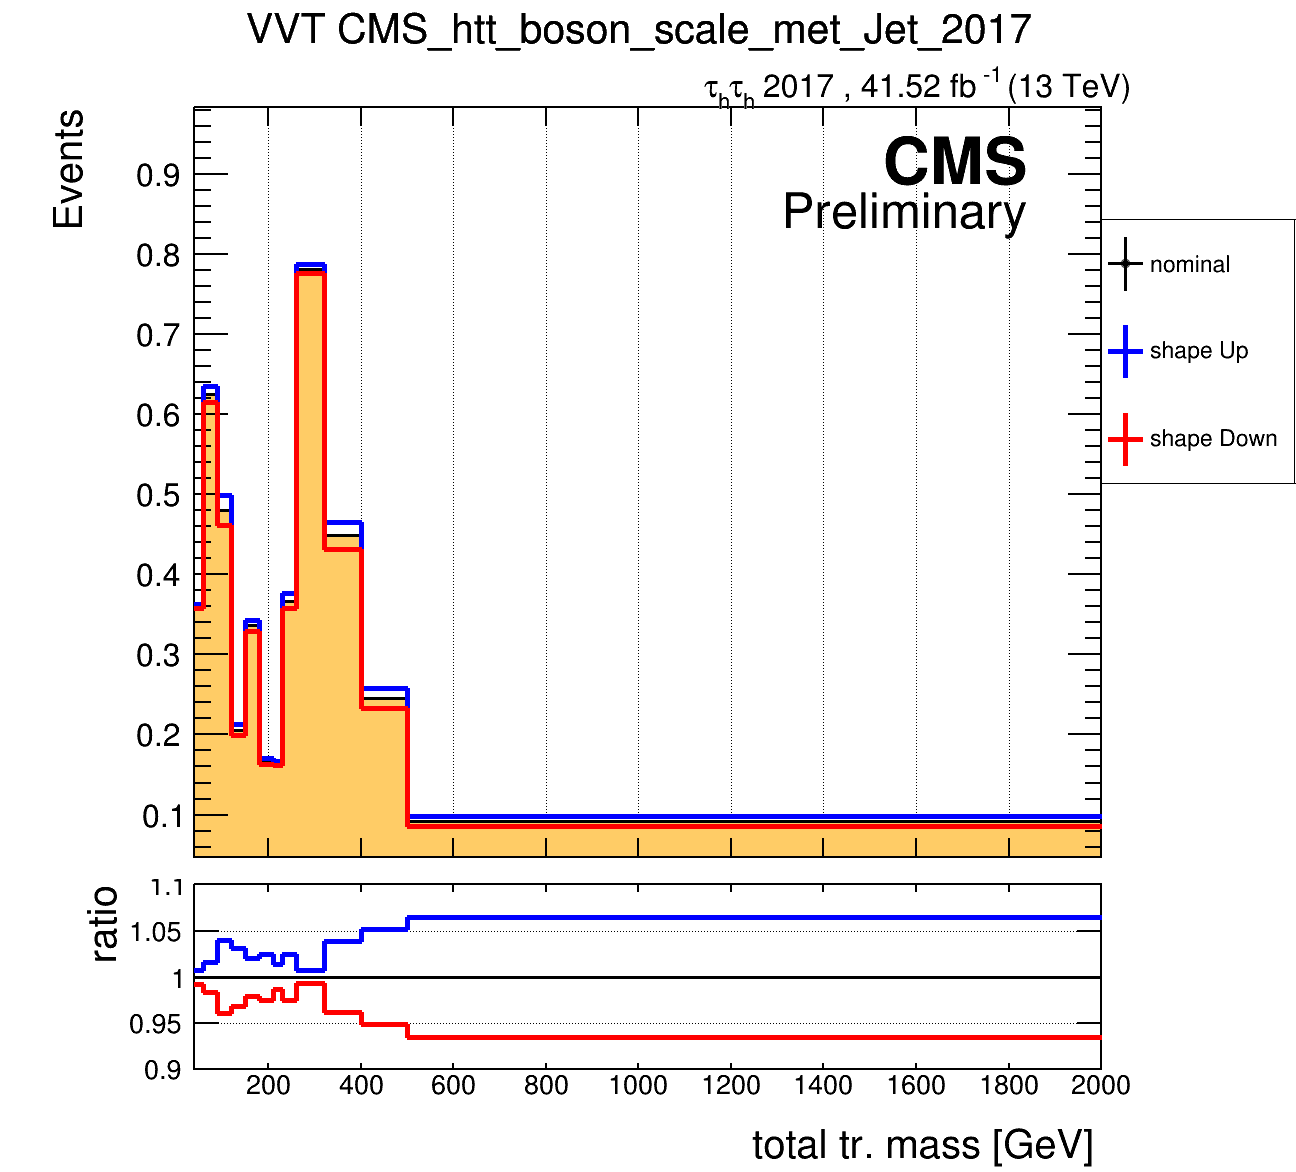 VVT CMS_htt_boson_scale_met_Jet_2017
τhτh 2017 , 41.52 fb-1 (13 TeV)
Events
CMS
Preliminary
0.9
0.8
0.7
0.6
0.5
0.4
0.3
0.2
0.1
nominal
shape Up
shape Down
ratio
1.1
1.05
1
0.95
0.9
200 400 600 800 1000 1200 1400 1600 1800 2000
total tr. mass [GeV]